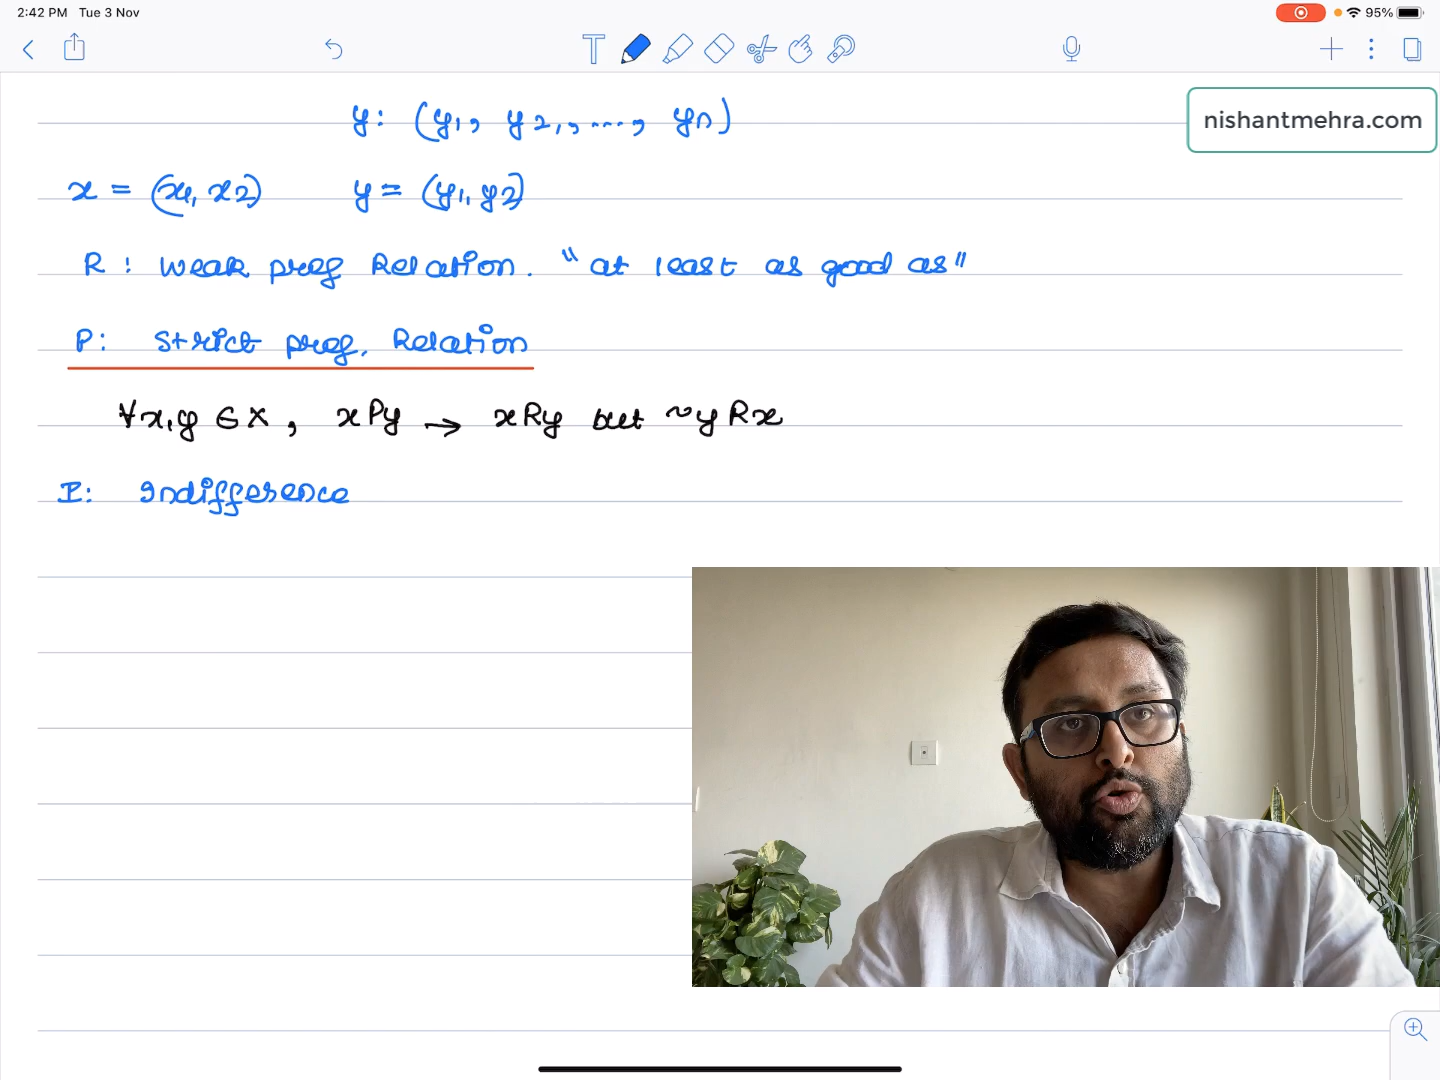 2:42 PM Tue 3 Nov
95%
nishantmehra.com
y: (y1, y2,, ...., yn)
x = (x1, x2) y = (y1, y2)
R: Weak pref Relation. "at least as good as"
P: Strict pref. Relation
∀x,y ∈ X, xPy → xRy but ~yRx
I: Indifference